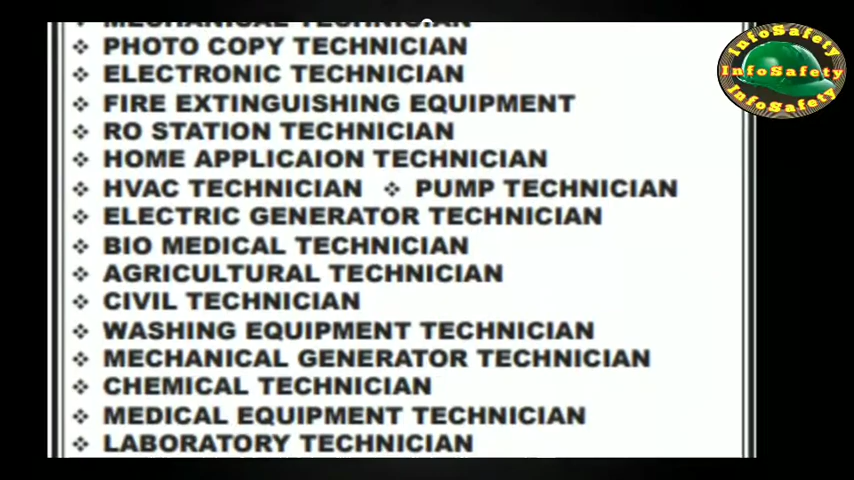 MECHANICAL TECHNICIAN
❖ PHOTO COPY TECHNICIAN
❖ ELECTRONIC TECHNICIAN
❖ FIRE EXTINGUISHING EQUIPMENT
❖ RO STATION TECHNICIAN
❖ HOME APPLICAION TECHNICIAN
❖ HVAC TECHNICIAN ❖ PUMP TECHNICIAN
❖ ELECTRIC GENERATOR TECHNICIAN
❖ BIO MEDICAL TECHNICIAN
❖ AGRICULTURAL TECHNICIAN
❖ CIVIL TECHNICIAN
❖ WASHING EQUIPMENT TECHNICIAN
❖ MECHANICAL GENERATOR TECHNICIAN
❖ CHEMICAL TECHNICIAN
❖ MEDICAL EQUIPMENT TECHNICIAN
❖ LABORATORY TECHNICIAN
InfoSafety
InfoSafety
InfoSafety